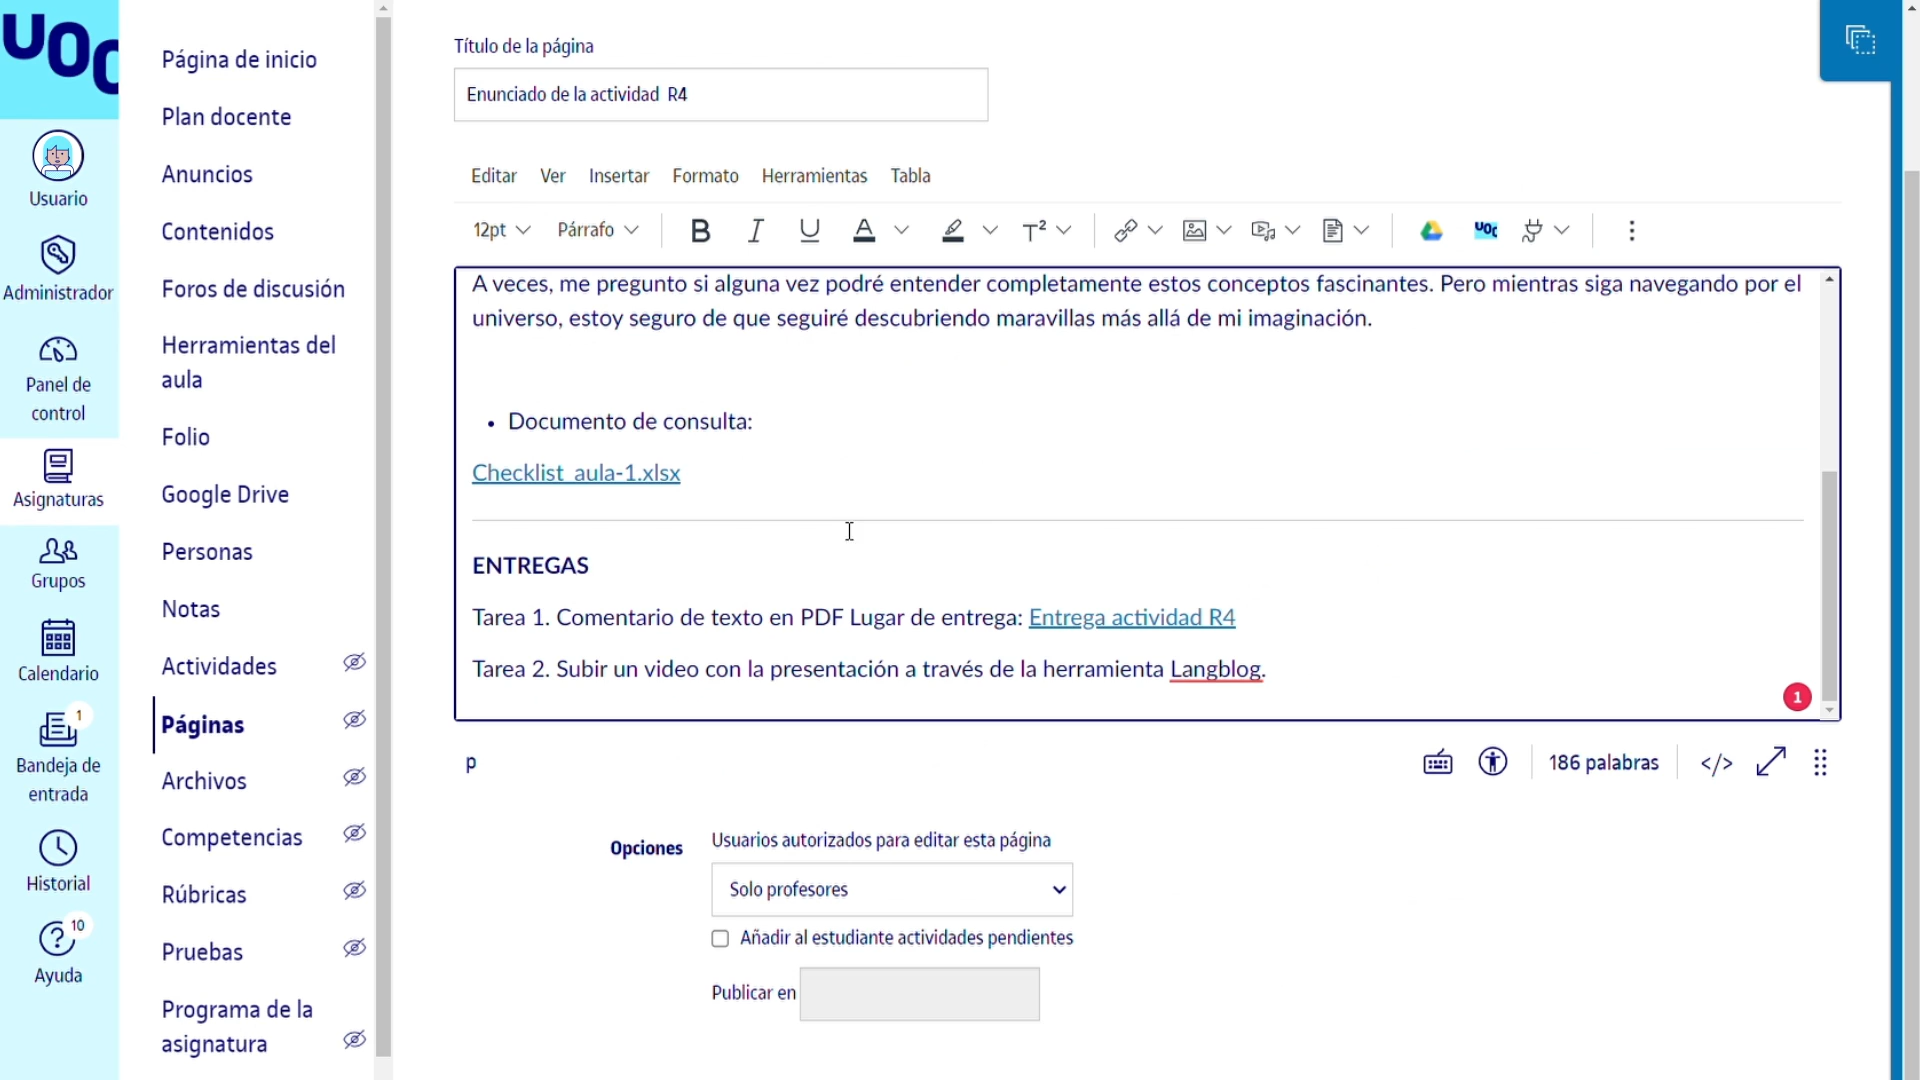 UOC
Usuario
Administrador
Panel de
control
Asignaturas
Grupos
Calendario
1
Bandeja de
entrada
Historial
10
Ayuda
Página de inicio
Plan docente
Anuncios
Contenidos
Foros de discusión
Herramientas del
aula
Folio
Google Drive
Personas
Notas
Actividades
Páginas
Archivos
Competencias
Rúbricas
Pruebas
Programa de la
asignatura
Título de la página
Enunciado de la actividad R4
Editar Ver Insertar Formato Herramientas Tabla
12pt Párrafo B I U A T² UOC
A veces, me pregunto si alguna vez podré entender completamente estos conceptos fascinantes. Pero mientras siga navegando por el
universo, estoy seguro de que seguiré descubriendo maravillas más allá de mi imaginación.
• Documento de consulta:
Checklist_aula-1.xlsx
ENTREGAS
Tarea 1. Comentario de texto en PDF Lugar de entrega: Entrega actividad R4
Tarea 2. Subir un video con la presentación a través de la herramienta Langblog.
1
p
186 palabras </>
Opciones
Usuarios autorizados para editar esta página
Solo profesores
Añadir al estudiante actividades pendientes
Publicar en